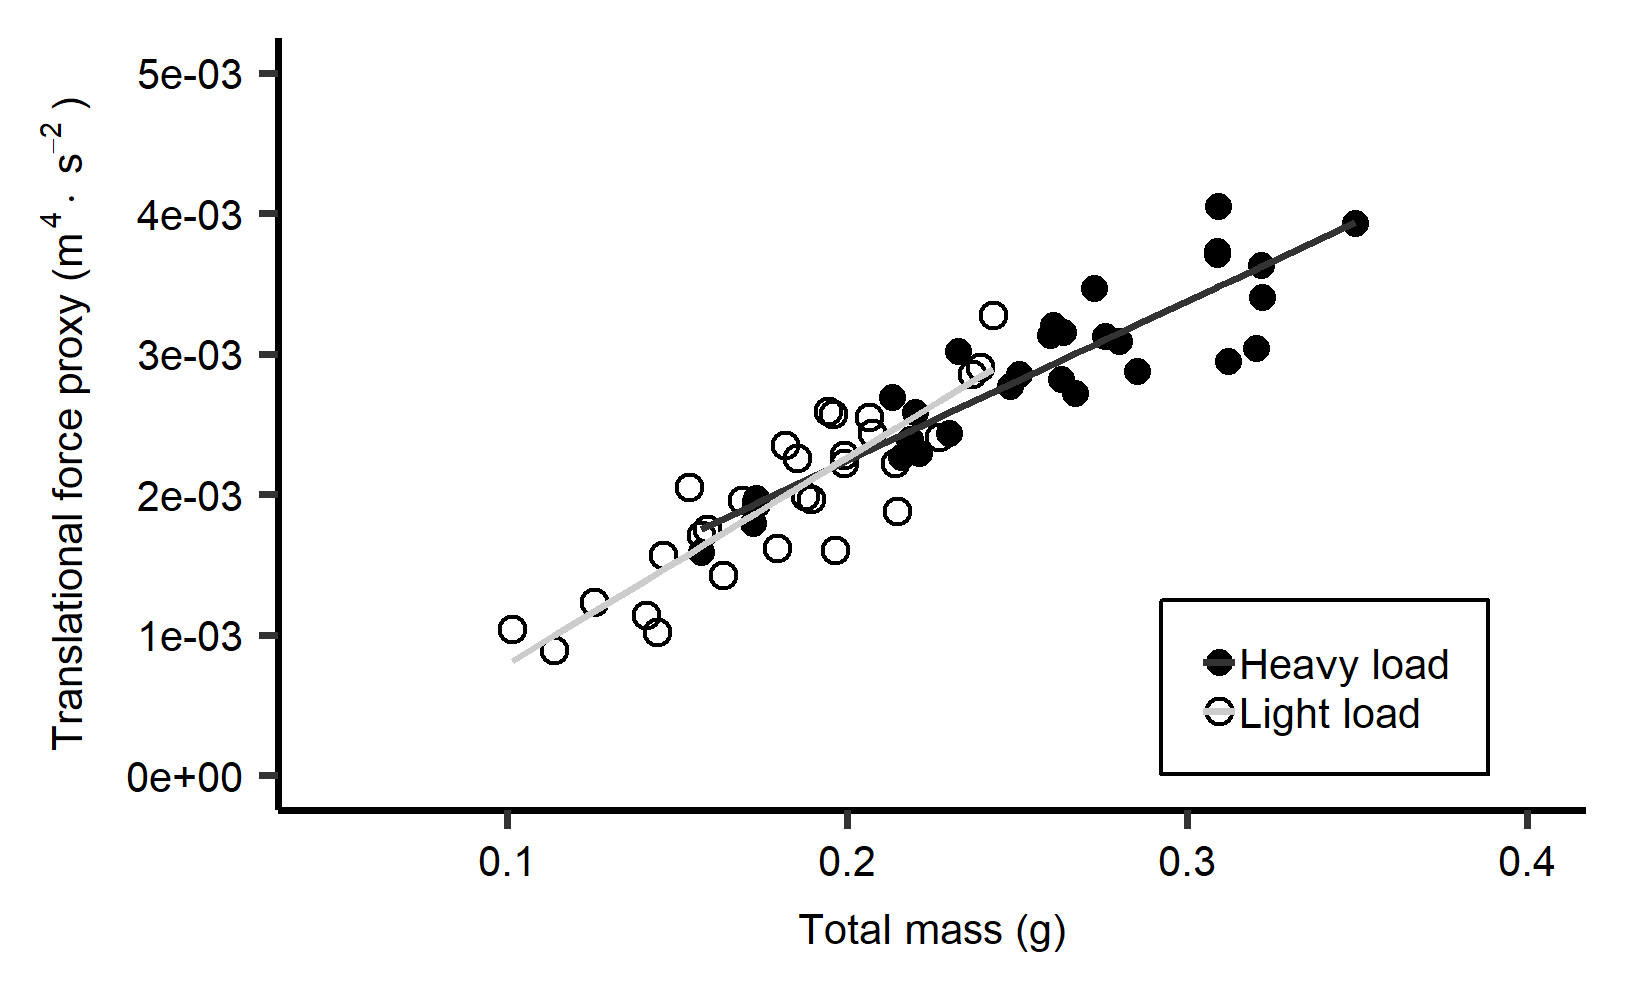 Translational force proxy (m⁴ · s⁻²)
5e-03
4e-03
3e-03
2e-03
1e-03
0e+00
Heavy load
Light load
0.1 0.2 0.3 0.4
Total mass (g)